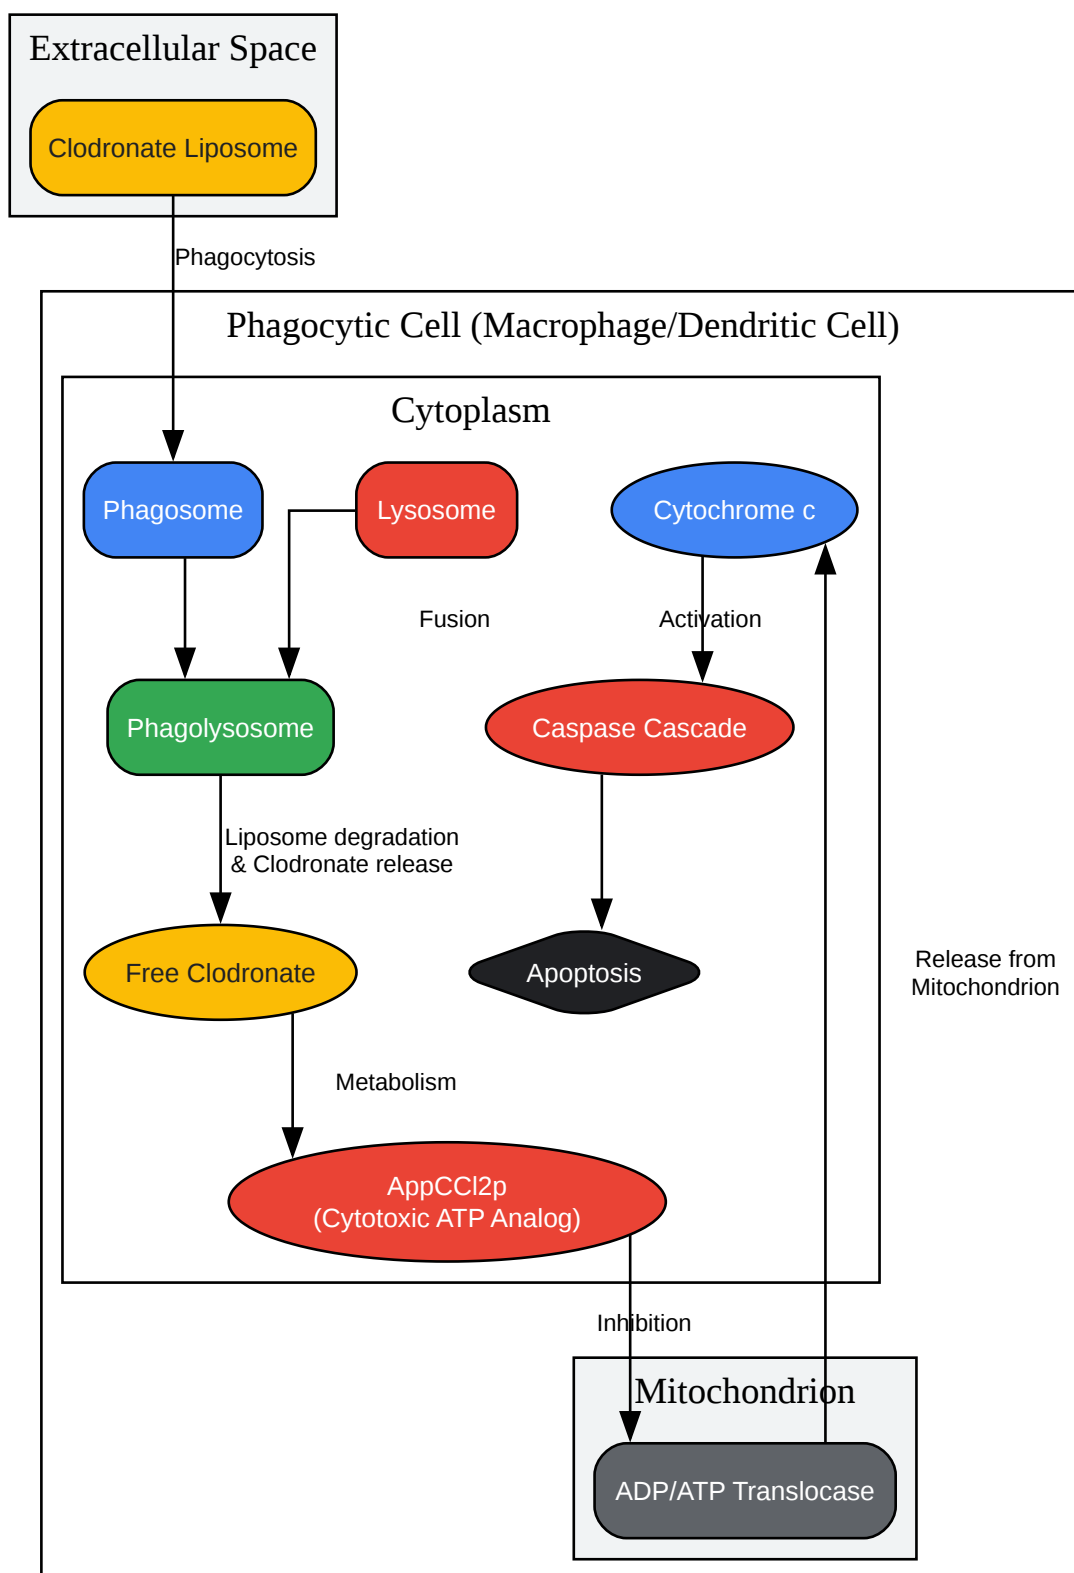 Extracellular Space
Clodronate Liposome
Phagocytosis
Phagocytic Cell (Macrophage/Dendritic Cell)
Cytoplasm
Phagosome
Lysosome
Cytochrome c
Fusion
Activation
Phagolysosome
Caspase Cascade
Liposome degradation
& Clodronate release
Free Clodronate
Apoptosis
Release from
Mitochondrion
Metabolism
AppCCl2p
(Cytotoxic ATP Analog)
Inhibition
Mitochondrion
ADP/ATP Translocase